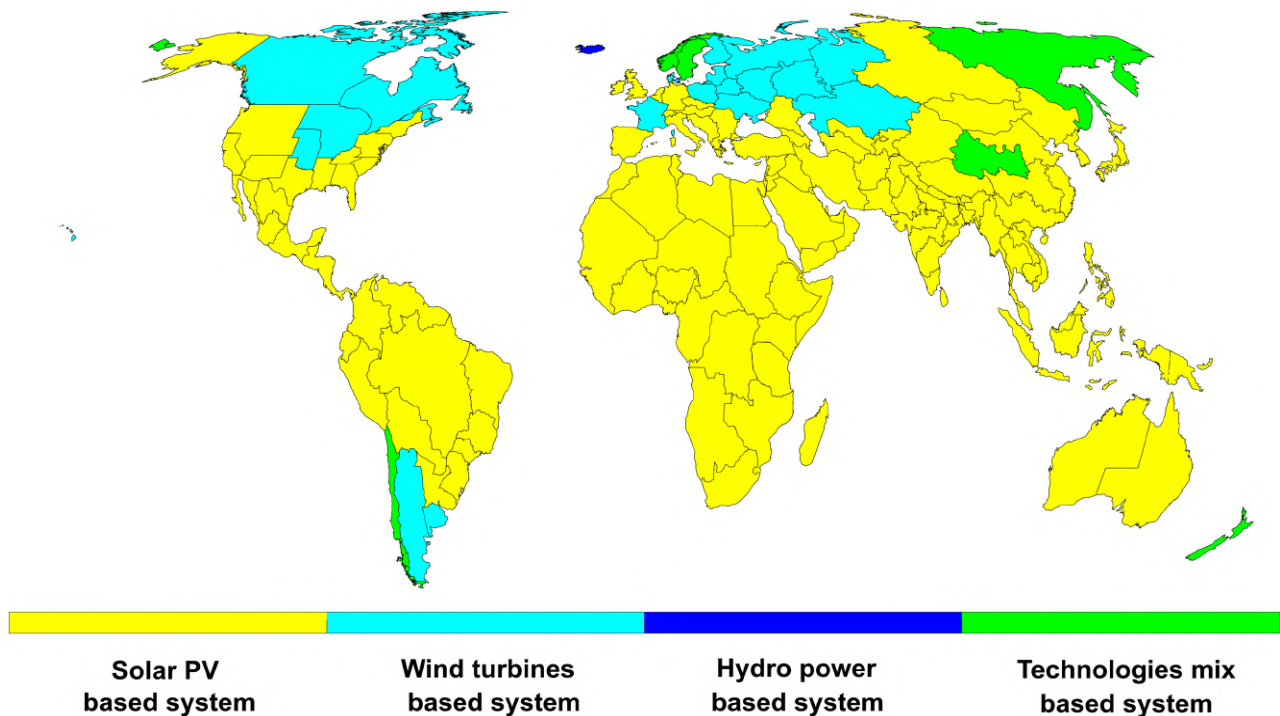 Solar PV
based system
Wind turbines
based system
Hydro power
based system
Technologies mix
based system